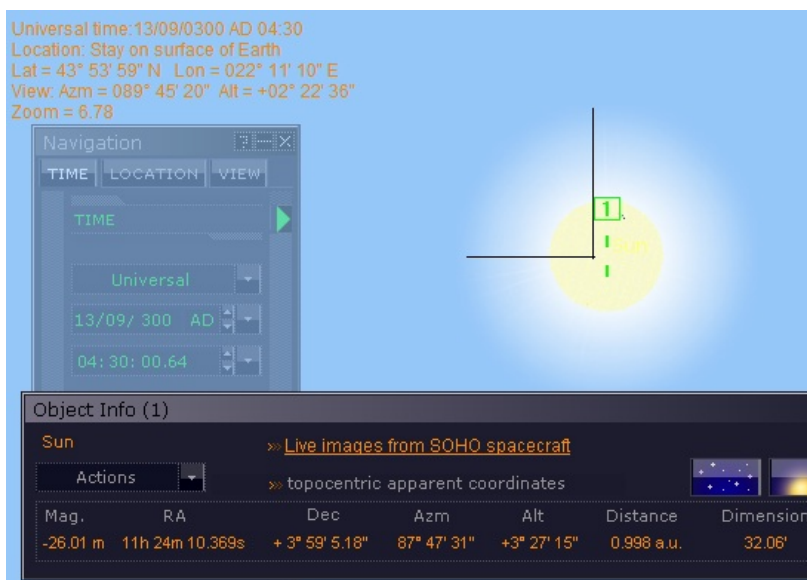 Universal time:13/09/0300 AD 04:30
Location: Stay on surface of Earth
Lat = 43° 53' 59" N Lon = 022° 11' 10" E
View: Azm = 089° 45' 20" Alt = +02° 22' 36"
Zoom = 6.78
Navigation ? — ×
TIME LOCATION VIEW
TIME
Universal
13/09/ 300 AD
04:30:00.64
1
SUN
Object Info (1)
Sun
»» Live images from SOHO spacecraft
Actions
»» topocentric apparent coordinates
Mag. RA Dec Azm Alt Distance Dimension
-26.01 m 11h 24m 10.369s + 3° 59' 5.18" 87° 47' 31" +3° 27' 15" 0.998 a.u. 32.06'